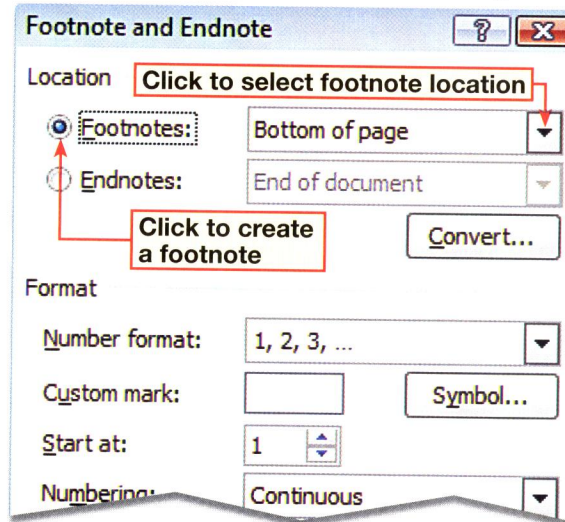 Footnote and Endnote ?
Location Click to select footnote location
Footnotes: Bottom of page
Endnotes: End of document
Click to create
a footnote
Convert...
Format
Number format: 1, 2, 3, ...
Custom mark: Symbol...
Start at: 1
Numbering: Continuous